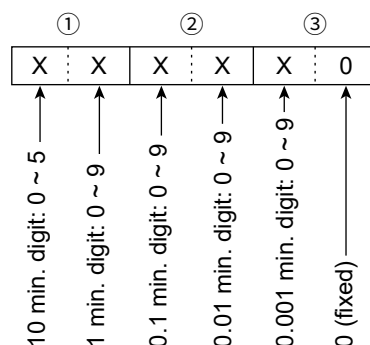 ① ② ③
X X X X X 0
10 min. digit: 0 ~ 5
1 min. digit: 0 ~ 9
0.1 min. digit: 0 ~ 9
0.01 min. digit: 0 ~ 9
0.001 min. digit: 0 ~ 9
0 (fixed)